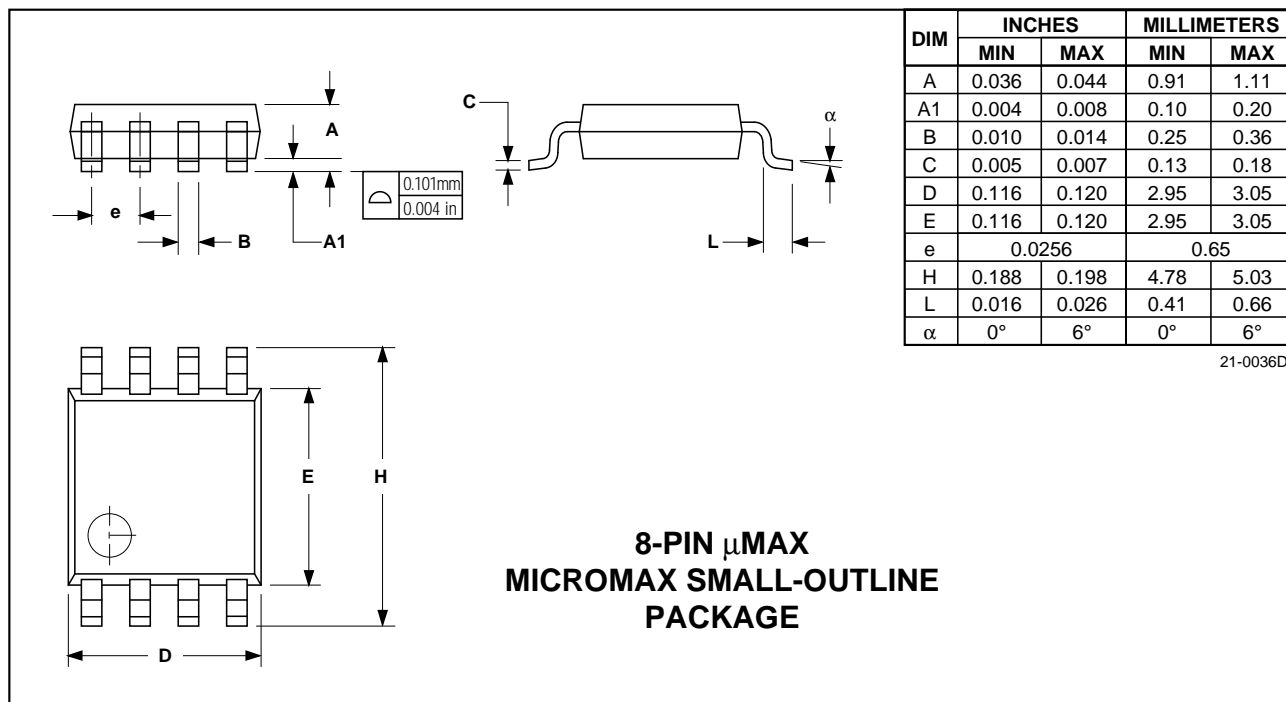 DIM INCHES MILLIMETERS
MIN MAX MIN MAX
A 0.036 0.044 0.91 1.11
A1 0.004 0.008 0.10 0.20
B 0.010 0.014 0.25 0.36
C 0.005 0.007 0.13 0.18
D 0.116 0.120 2.95 3.05
E 0.116 0.120 2.95 3.05
e 0.0256 0.65
H 0.188 0.198 4.78 5.03
L 0.016 0.026 0.41 0.66
α 0° 6° 0° 6°
21-0036D
C
A
α
0.101mm
0.004 in
e
B
A1
L
E
H
D
8-PIN μMAX
MICROMAX SMALL-OUTLINE
PACKAGE